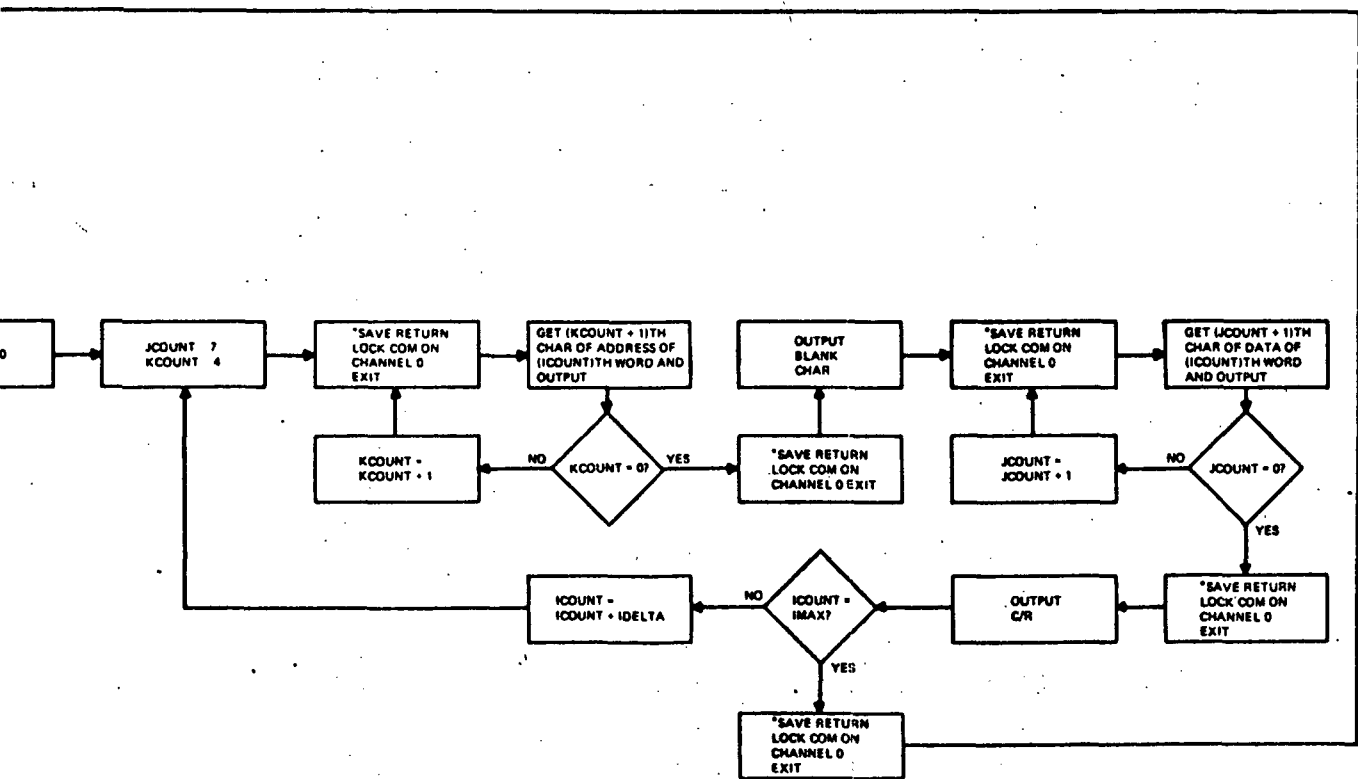 0
JCOUNT 7
KCOUNT 4
*SAVE RETURN
LOCK COM ON
CHANNEL 0
EXIT
GET (KCOUNT + 1)TH
CHAR OF ADDRESS OF
(ICOUNT)TH WORD AND
OUTPUT
OUTPUT
BLANK
CHAR
*SAVE RETURN
LOCK COM ON
CHANNEL 0
EXIT
GET (JCOUNT + 1)TH
CHAR OF DATA OF
(ICOUNT)TH WORD
AND OUTPUT
KCOUNT =
KCOUNT + 1
NO
KCOUNT = 0?
YES
*SAVE RETURN
LOCK COM ON
CHANNEL 0 EXIT
JCOUNT =
JCOUNT + 1
NO
JCOUNT = 0?
YES
ICOUNT =
ICOUNT + IDELTA
NO
ICOUNT =
IMAX?
YES
OUTPUT
C/R
*SAVE RETURN
LOCK COM ON
CHANNEL 0
EXIT
*SAVE RETURN
LOCK COM ON
CHANNEL 0
EXIT